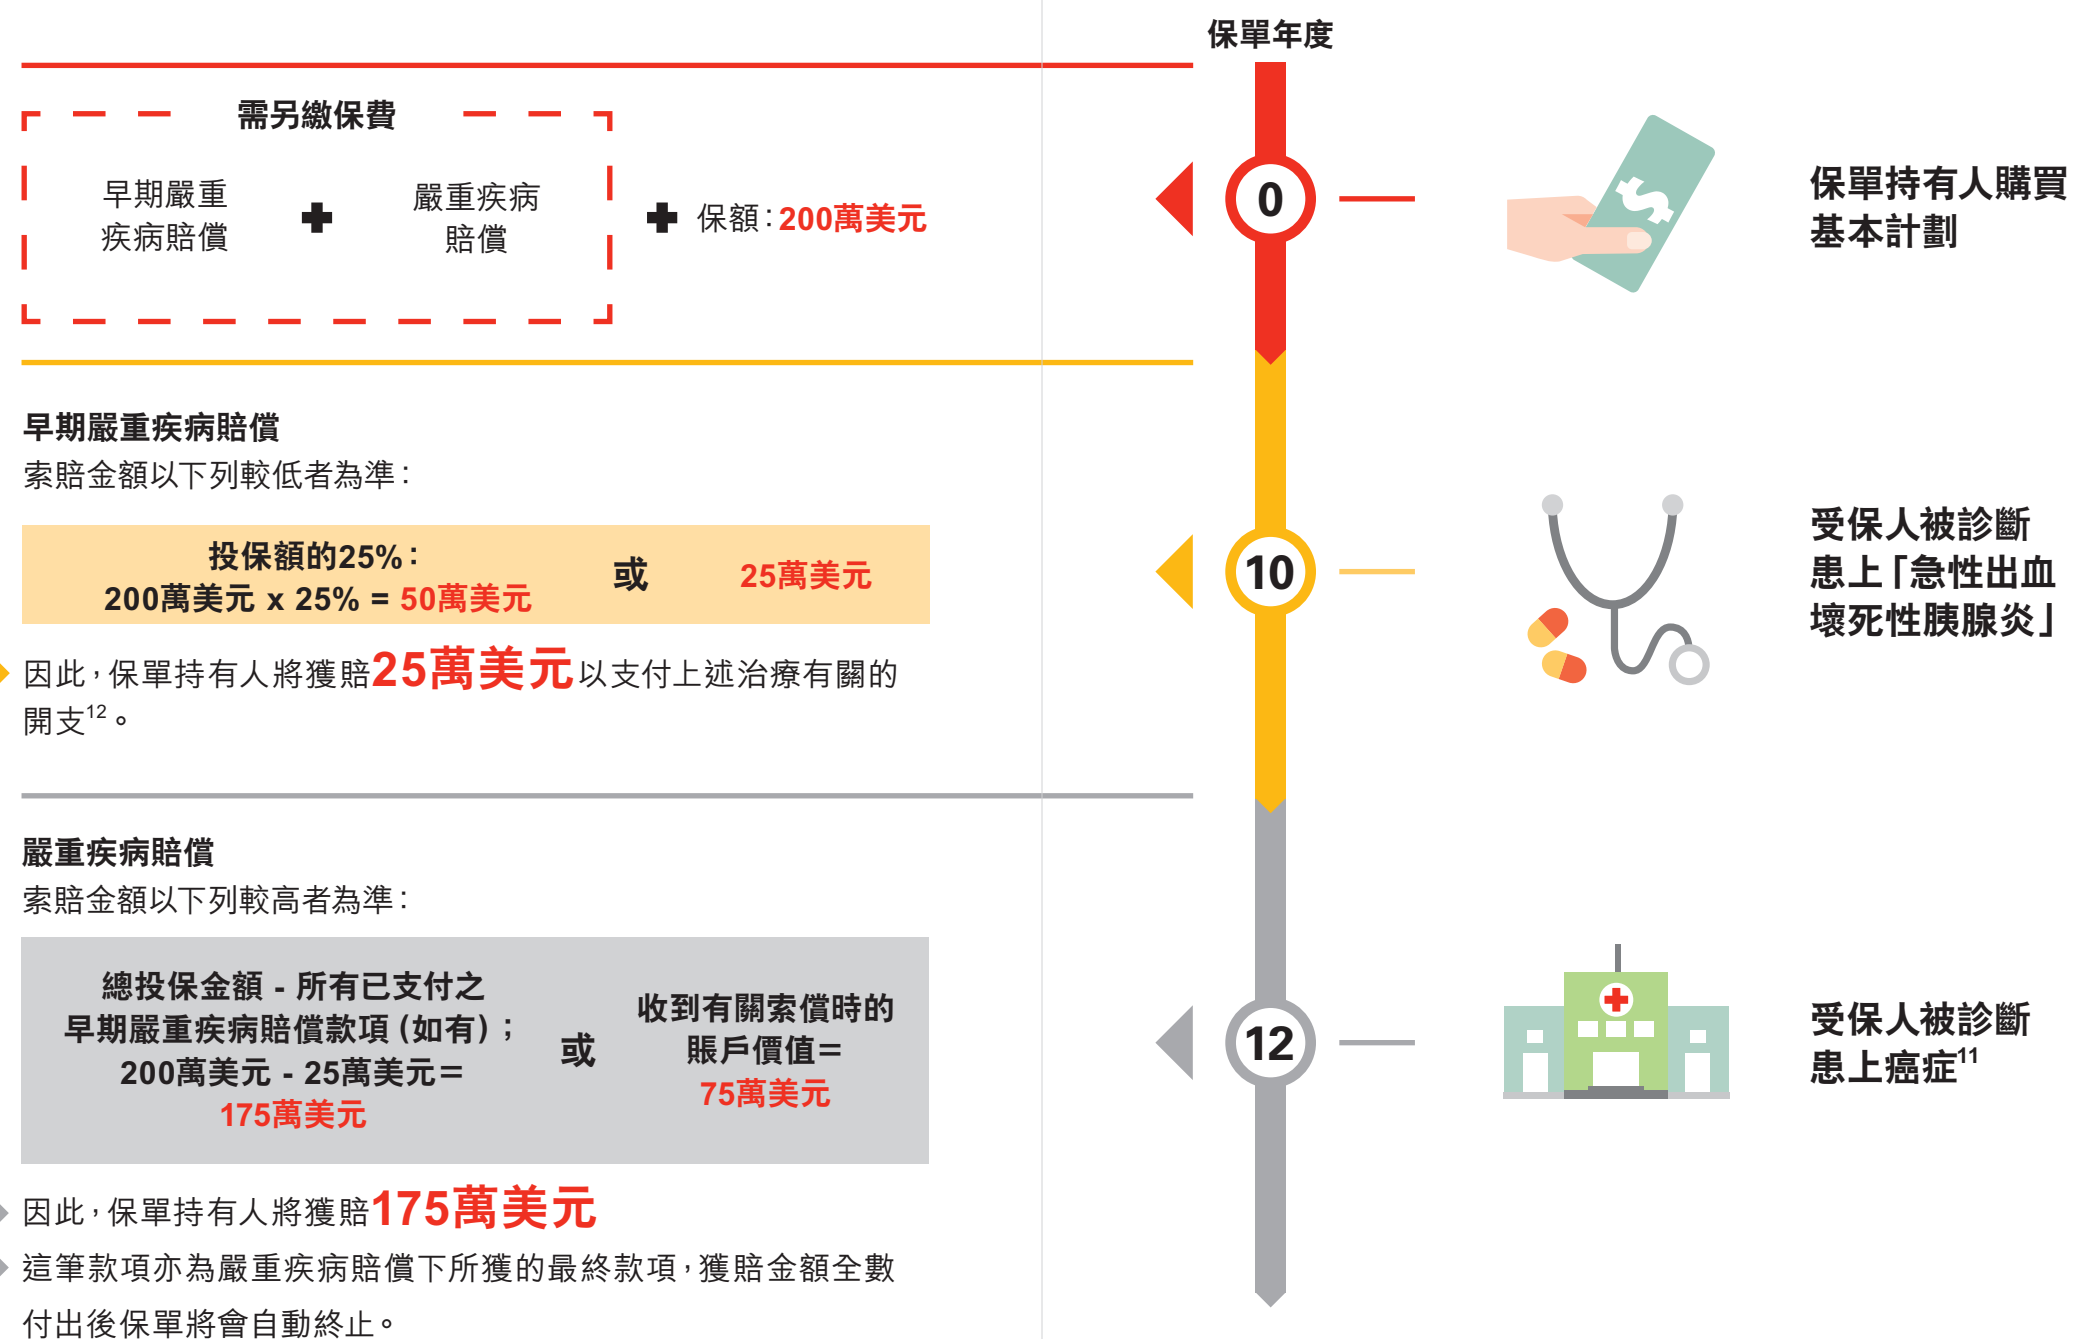 保單年度
需另繳保費
早期嚴重
疾病賠償
+
嚴重疾病
賠償
+ 保額：200萬美元
0
保單持有人購買
基本計劃
早期嚴重疾病賠償
索賠金額以下列較低者為準：
投保額的25%：
200萬美元 x 25% = 50萬美元
或
25萬美元
因此，保單持有人將獲賠25萬美元以支付上述治療有關的
開支12。
10
受保人被診斷
患上「急性出血
壞死性胰腺炎」
嚴重疾病賠償
索賠金額以下列較高者為準：
總投保金額 - 所有已支付之
早期嚴重疾病賠償款項（如有）；
200萬美元 - 25萬美元＝
175萬美元
或
收到有關索償時的
賬戶價值＝
75萬美元
因此，保單持有人將獲賠175萬美元
這筆款項亦為嚴重疾病賠償下所獲的最終款項，獲賠金額全數
付出後保單將會自動終止。
12
受保人被診斷
患上癌症11